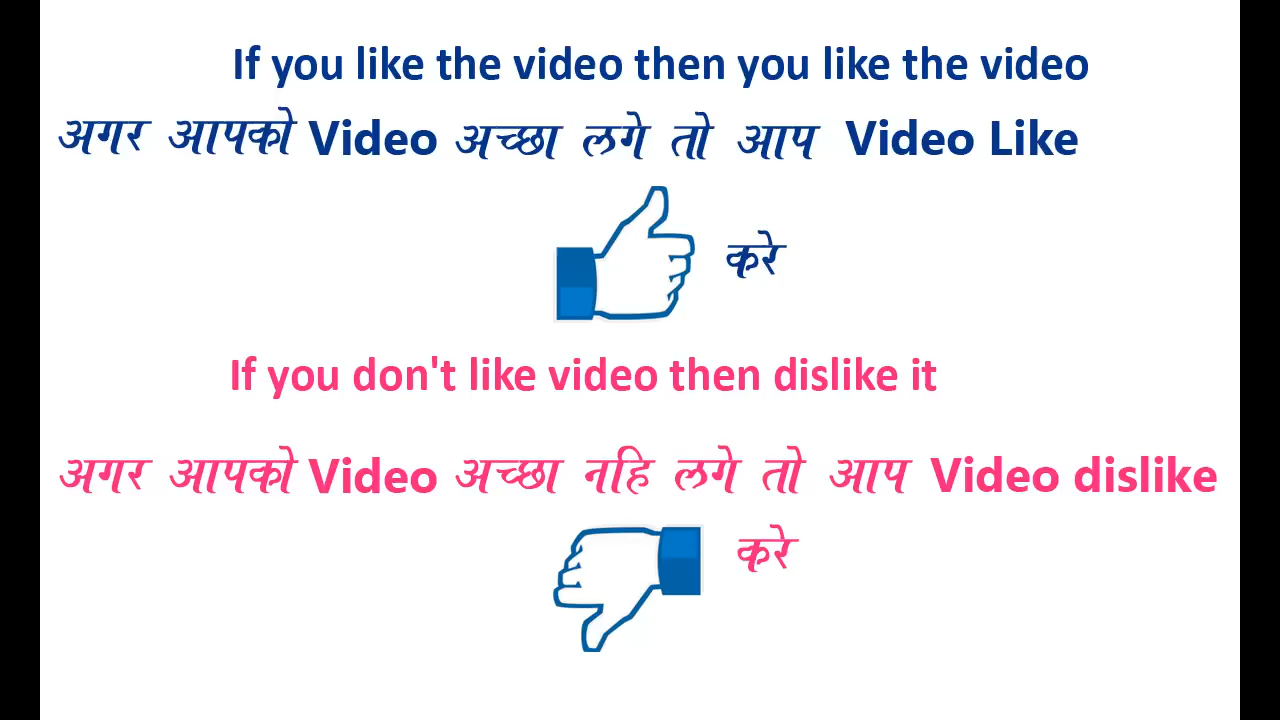 If you like the video then you like the video
अगर आपको Video अच्छा लगे तो आप Video Like
करे
If you don't like video then dislike it
अगर आपको Video अच्छा नहि लगे तो आप Video dislike
करे